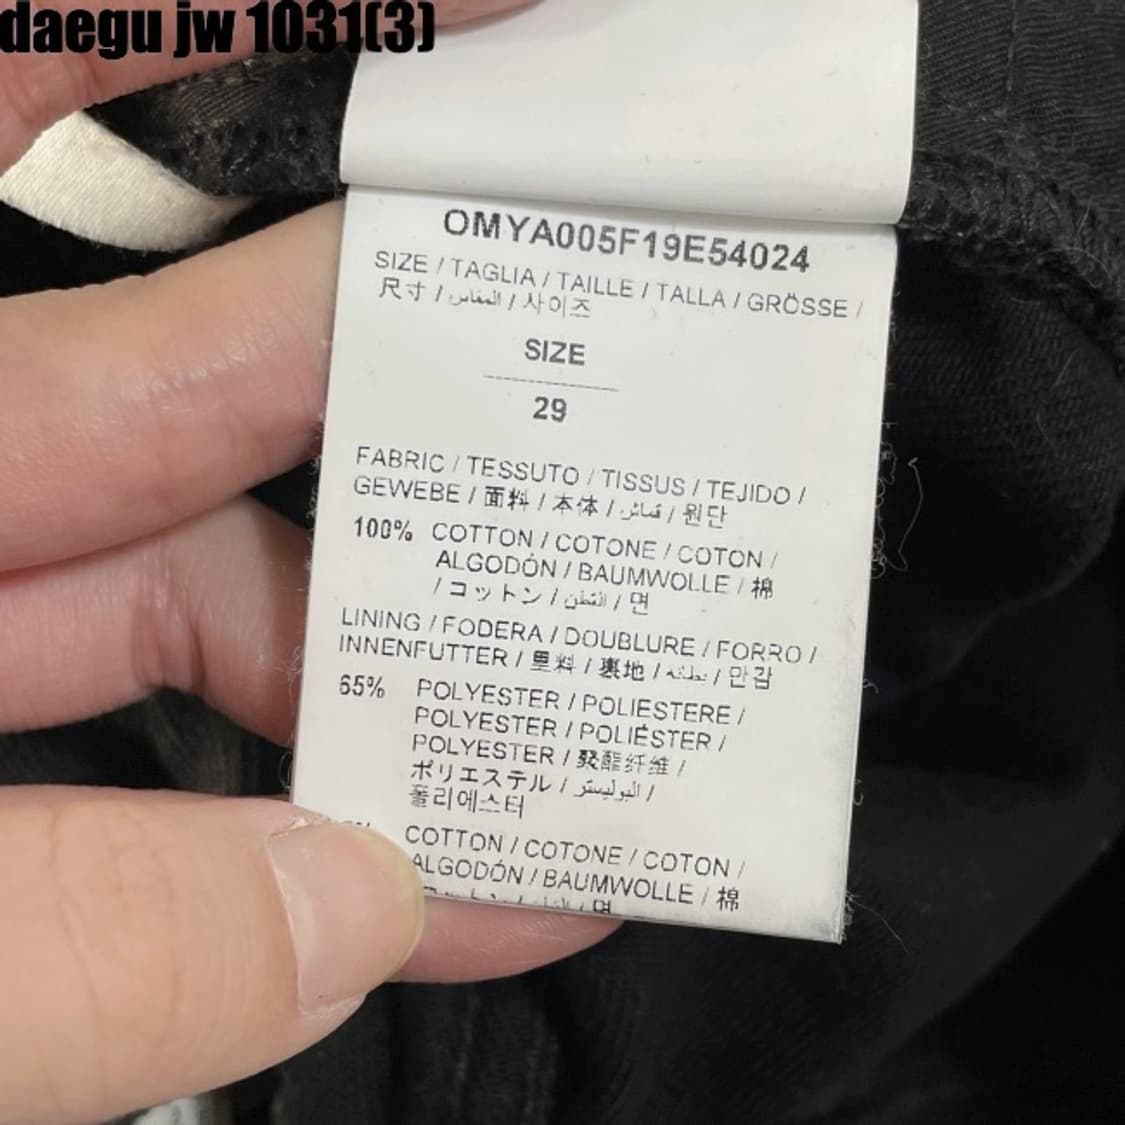 daegu jw 1031(3)
OMYA005F19E54024
SIZE / TAGLIA / TAILLE / TALLA / GRÖSSE /
尺寸 / المقاس / 사이즈
SIZE
29
FABRIC / TESSUTO / TISSUS / TEJIDO /
GEWEBE / 面料 / 本体 / قماش / 원단
100% COTTON / COTONE / COTON /
ALGODÓN / BAUMWOLLE / 棉
/ コットン / القطن / 면
LINING / FODERA / DOUBLURE / FORRO /
INNENFUTTER / 里料 / 裏地 / بطانة / 안감
65% POLYESTER / POLIESTERE /
POLYESTER / POLIÉSTER /
POLYESTER / 聚酯纤维 /
ポリエステル / البوليستر /
폴리에스터
COTTON / COTONE / COTON /
ALGODÓN / BAUMWOLLE / 棉